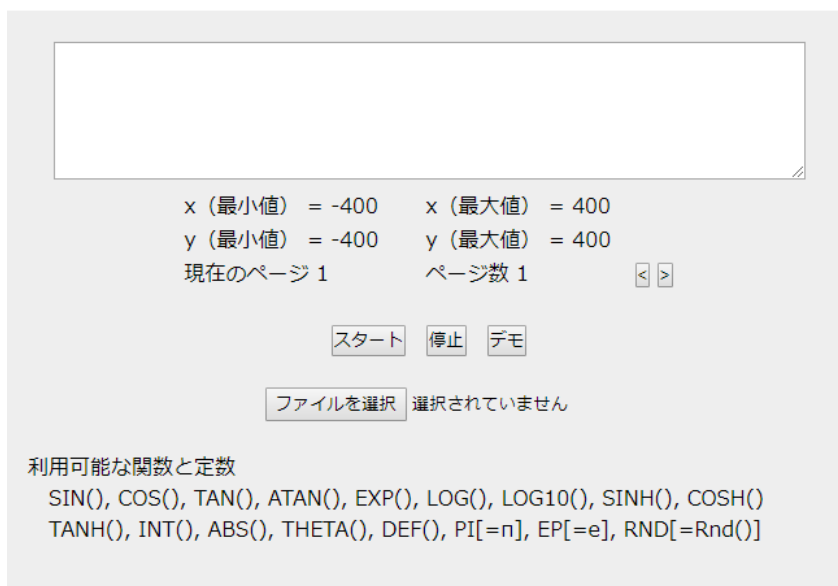 x（最小値） = -400 x（最大値） = 400
y（最小値） = -400 y（最大値） = 400
現在のページ 1 ページ数 1 < >
スタート 停止 デモ
ファイルを選択 選択されていません
利用可能な関数と定数
SIN(), COS(), TAN(), ATAN(), EXP(), LOG(), LOG10(), SINH(), COSH()
TANH(), INT(), ABS(), THETA(), DEF(), PI[=π], EP[=e], RND[=Rnd()]